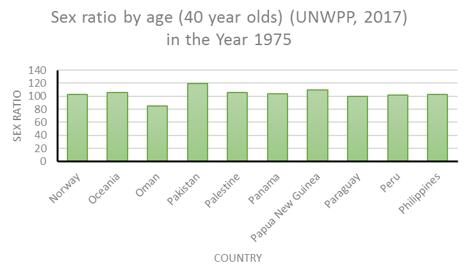 Sex ratio by age (40 year olds) (UNWPP, 2017)
in the Year 1975
SEX RATIO
140
120
100
80
60
40
20
0
Norway
Oceania
Oman
Pakistan
Palestine
Panama
Papua New Guinea
Paraguay
Peru
Philippines
COUNTRY